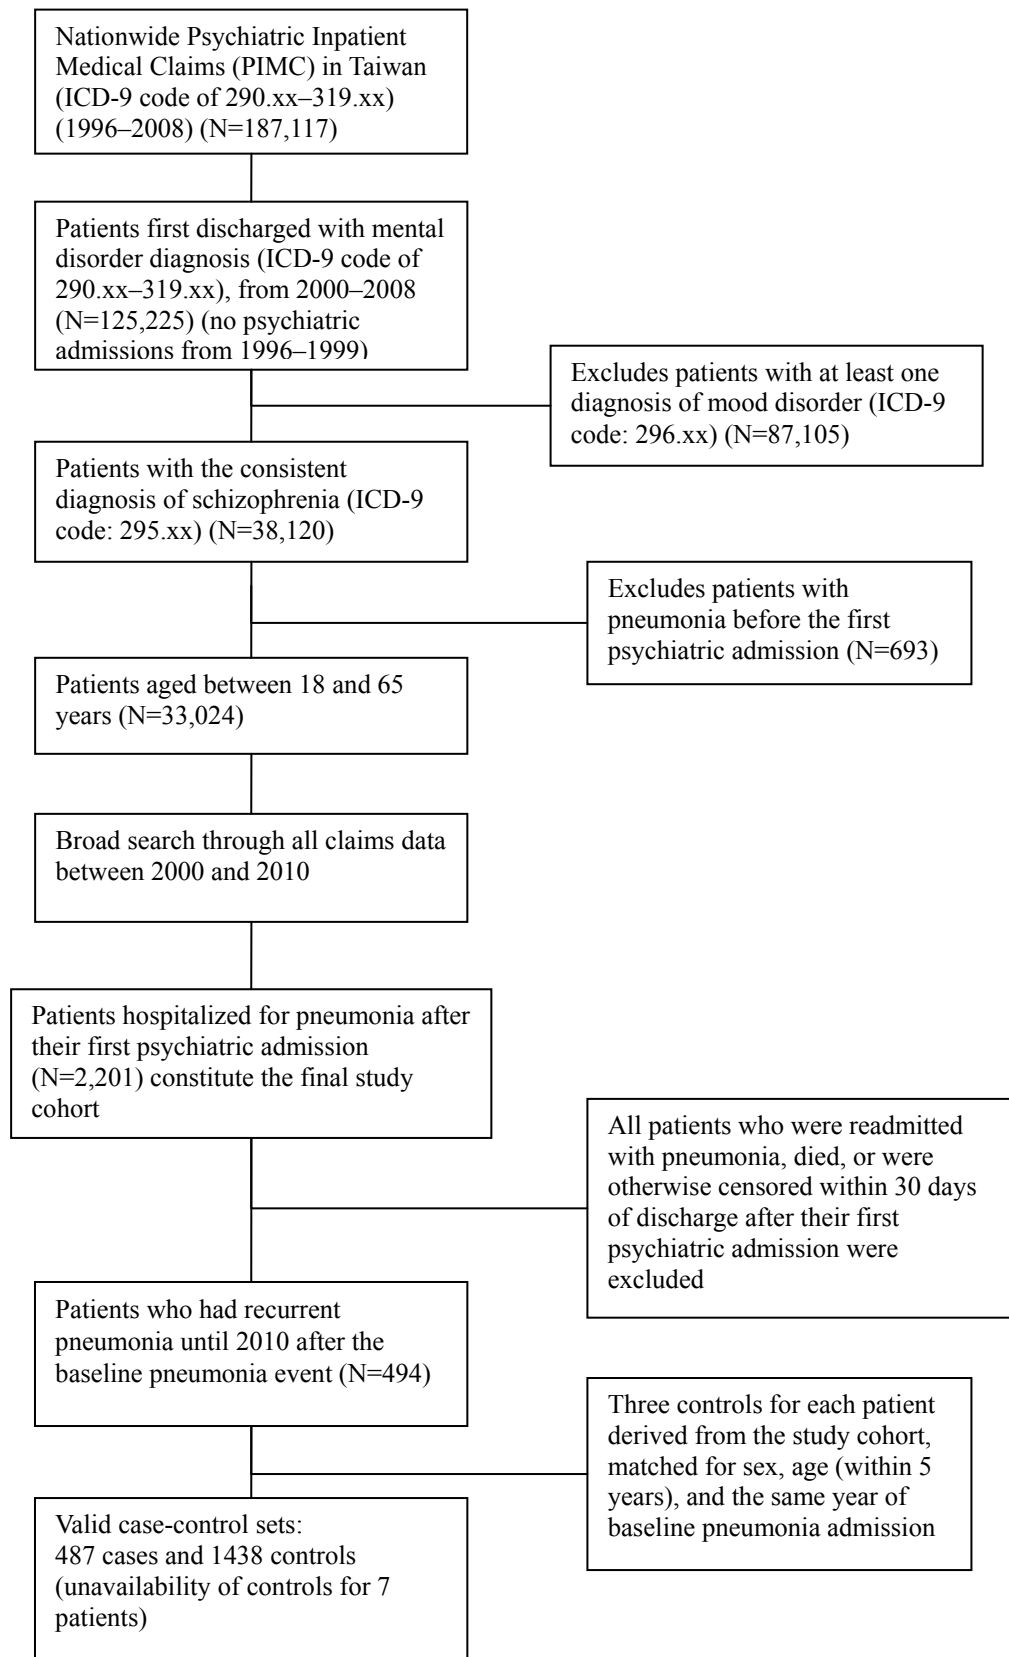 Nationwide Psychiatric Inpatient
Medical Claims (PIMC) in Taiwan
(ICD-9 code of 290.xx–319.xx)
(1996–2008) (N=187,117)
Patients first discharged with mental
disorder diagnosis (ICD-9 code of
290.xx–319.xx), from 2000–2008
(N=125,225) (no psychiatric
admissions from 1996–1999)
Excludes patients with at least one
diagnosis of mood disorder (ICD-9
code: 296.xx) (N=87,105)
Patients with the consistent
diagnosis of schizophrenia (ICD-9
code: 295.xx) (N=38,120)
Excludes patients with
pneumonia before the first
psychiatric admission (N=693)
Patients aged between 18 and 65
years (N=33,024)
Broad search through all claims data
between 2000 and 2010
Patients hospitalized for pneumonia after
their first psychiatric admission
(N=2,201) constitute the final study
cohort
All patients who were readmitted
with pneumonia, died, or were
otherwise censored within 30 days
of discharge after their first
psychiatric admission were
excluded
Patients who had recurrent
pneumonia until 2010 after the
baseline pneumonia event (N=494)
Three controls for each patient
derived from the study cohort,
matched for sex, age (within 5
years), and the same year of
baseline pneumonia admission
Valid case-control sets:
487 cases and 1438 controls
(unavailability of controls for 7
patients)